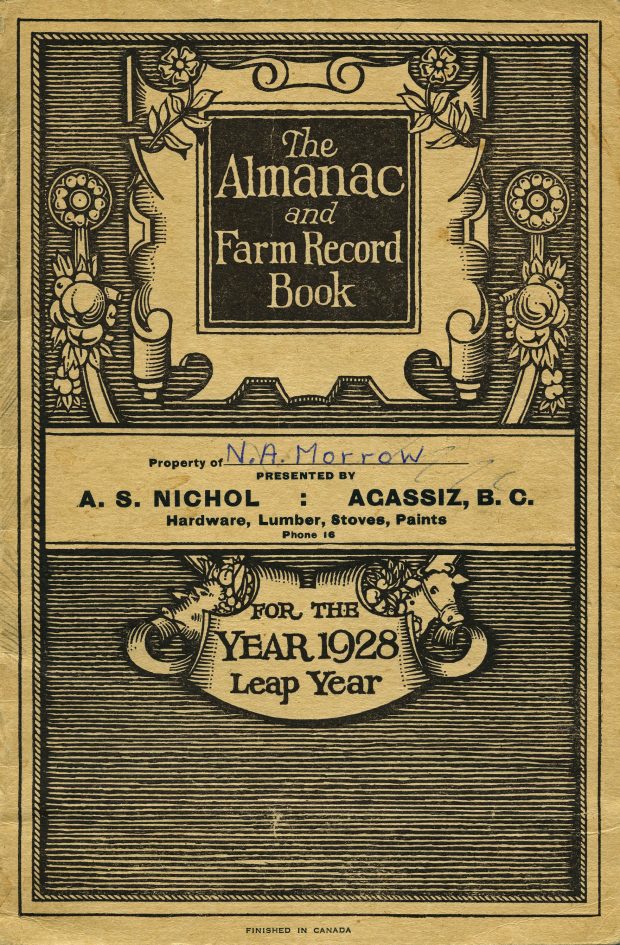 The
Almanac
and
Farm Record
Book
Property of N.A. Morrow
PRESENTED BY
A. S. NICHOL : AGASSIZ, B. C.
Hardware, Lumber, Stoves, Paints
Phone 16
FOR THE
YEAR 1928
Leap Year
FINISHED IN CANADA